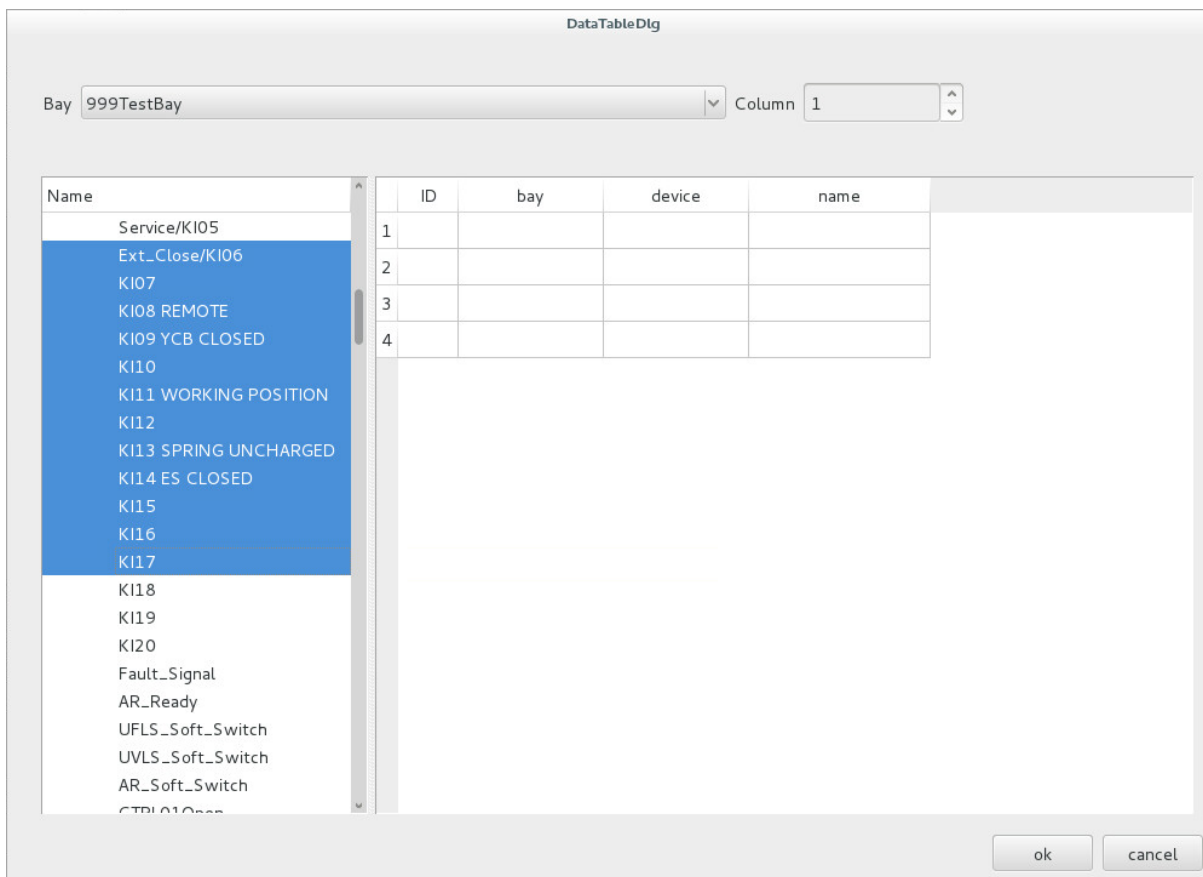 DataTableDlg
Bay 999TestBay Column 1
Name
Service/KI05
Ext_Close/KI06
KI07
KI08 REMOTE
KI09 YCB CLOSED
KI10
KI11 WORKING POSITION
KI12
KI13 SPRING UNCHARGED
KI14 ES CLOSED
KI15
KI16
KI17
KI18
KI19
KI20
Fault_Signal
AR_Ready
UFLS_Soft_Switch
UVLS_Soft_Switch
AR_Soft_Switch
ID bay device name
1
2
3
4
ok cancel